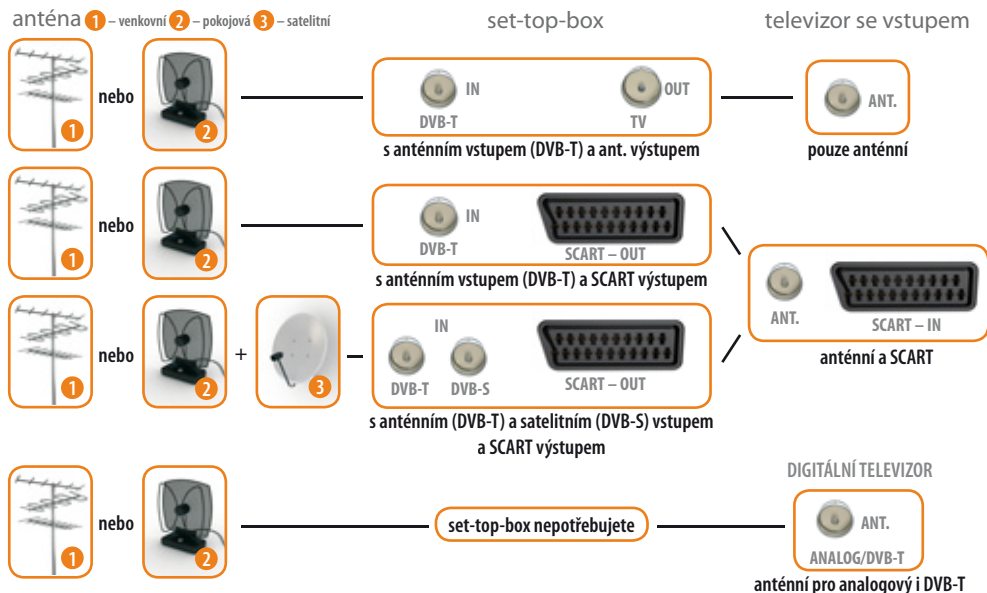 anténa 1 – venkovní 2 – pokojová 3 – satelitní
set-top-box
televizor se vstupem
1 nebo 2
IN
DVB-T
OUT
TV
s anténním vstupem (DVB-T) a ant. výstupem
ANT.
pouze anténní
1 nebo 2
IN
DVB-T
SCART – OUT
s anténním vstupem (DVB-T) a SCART výstupem
ANT.
SCART – IN
anténní a SCART
1 nebo 2 + 3
IN
DVB-T DVB-S
SCART – OUT
s anténním (DVB-T) a satelitním (DVB-S) vstupem
a SCART výstupem
1 nebo 2
set-top-box nepotřebujete
DIGITÁLNÍ TELEVIZOR
ANT.
ANALOG/DVB-T
anténní pro analogový i DVB-T